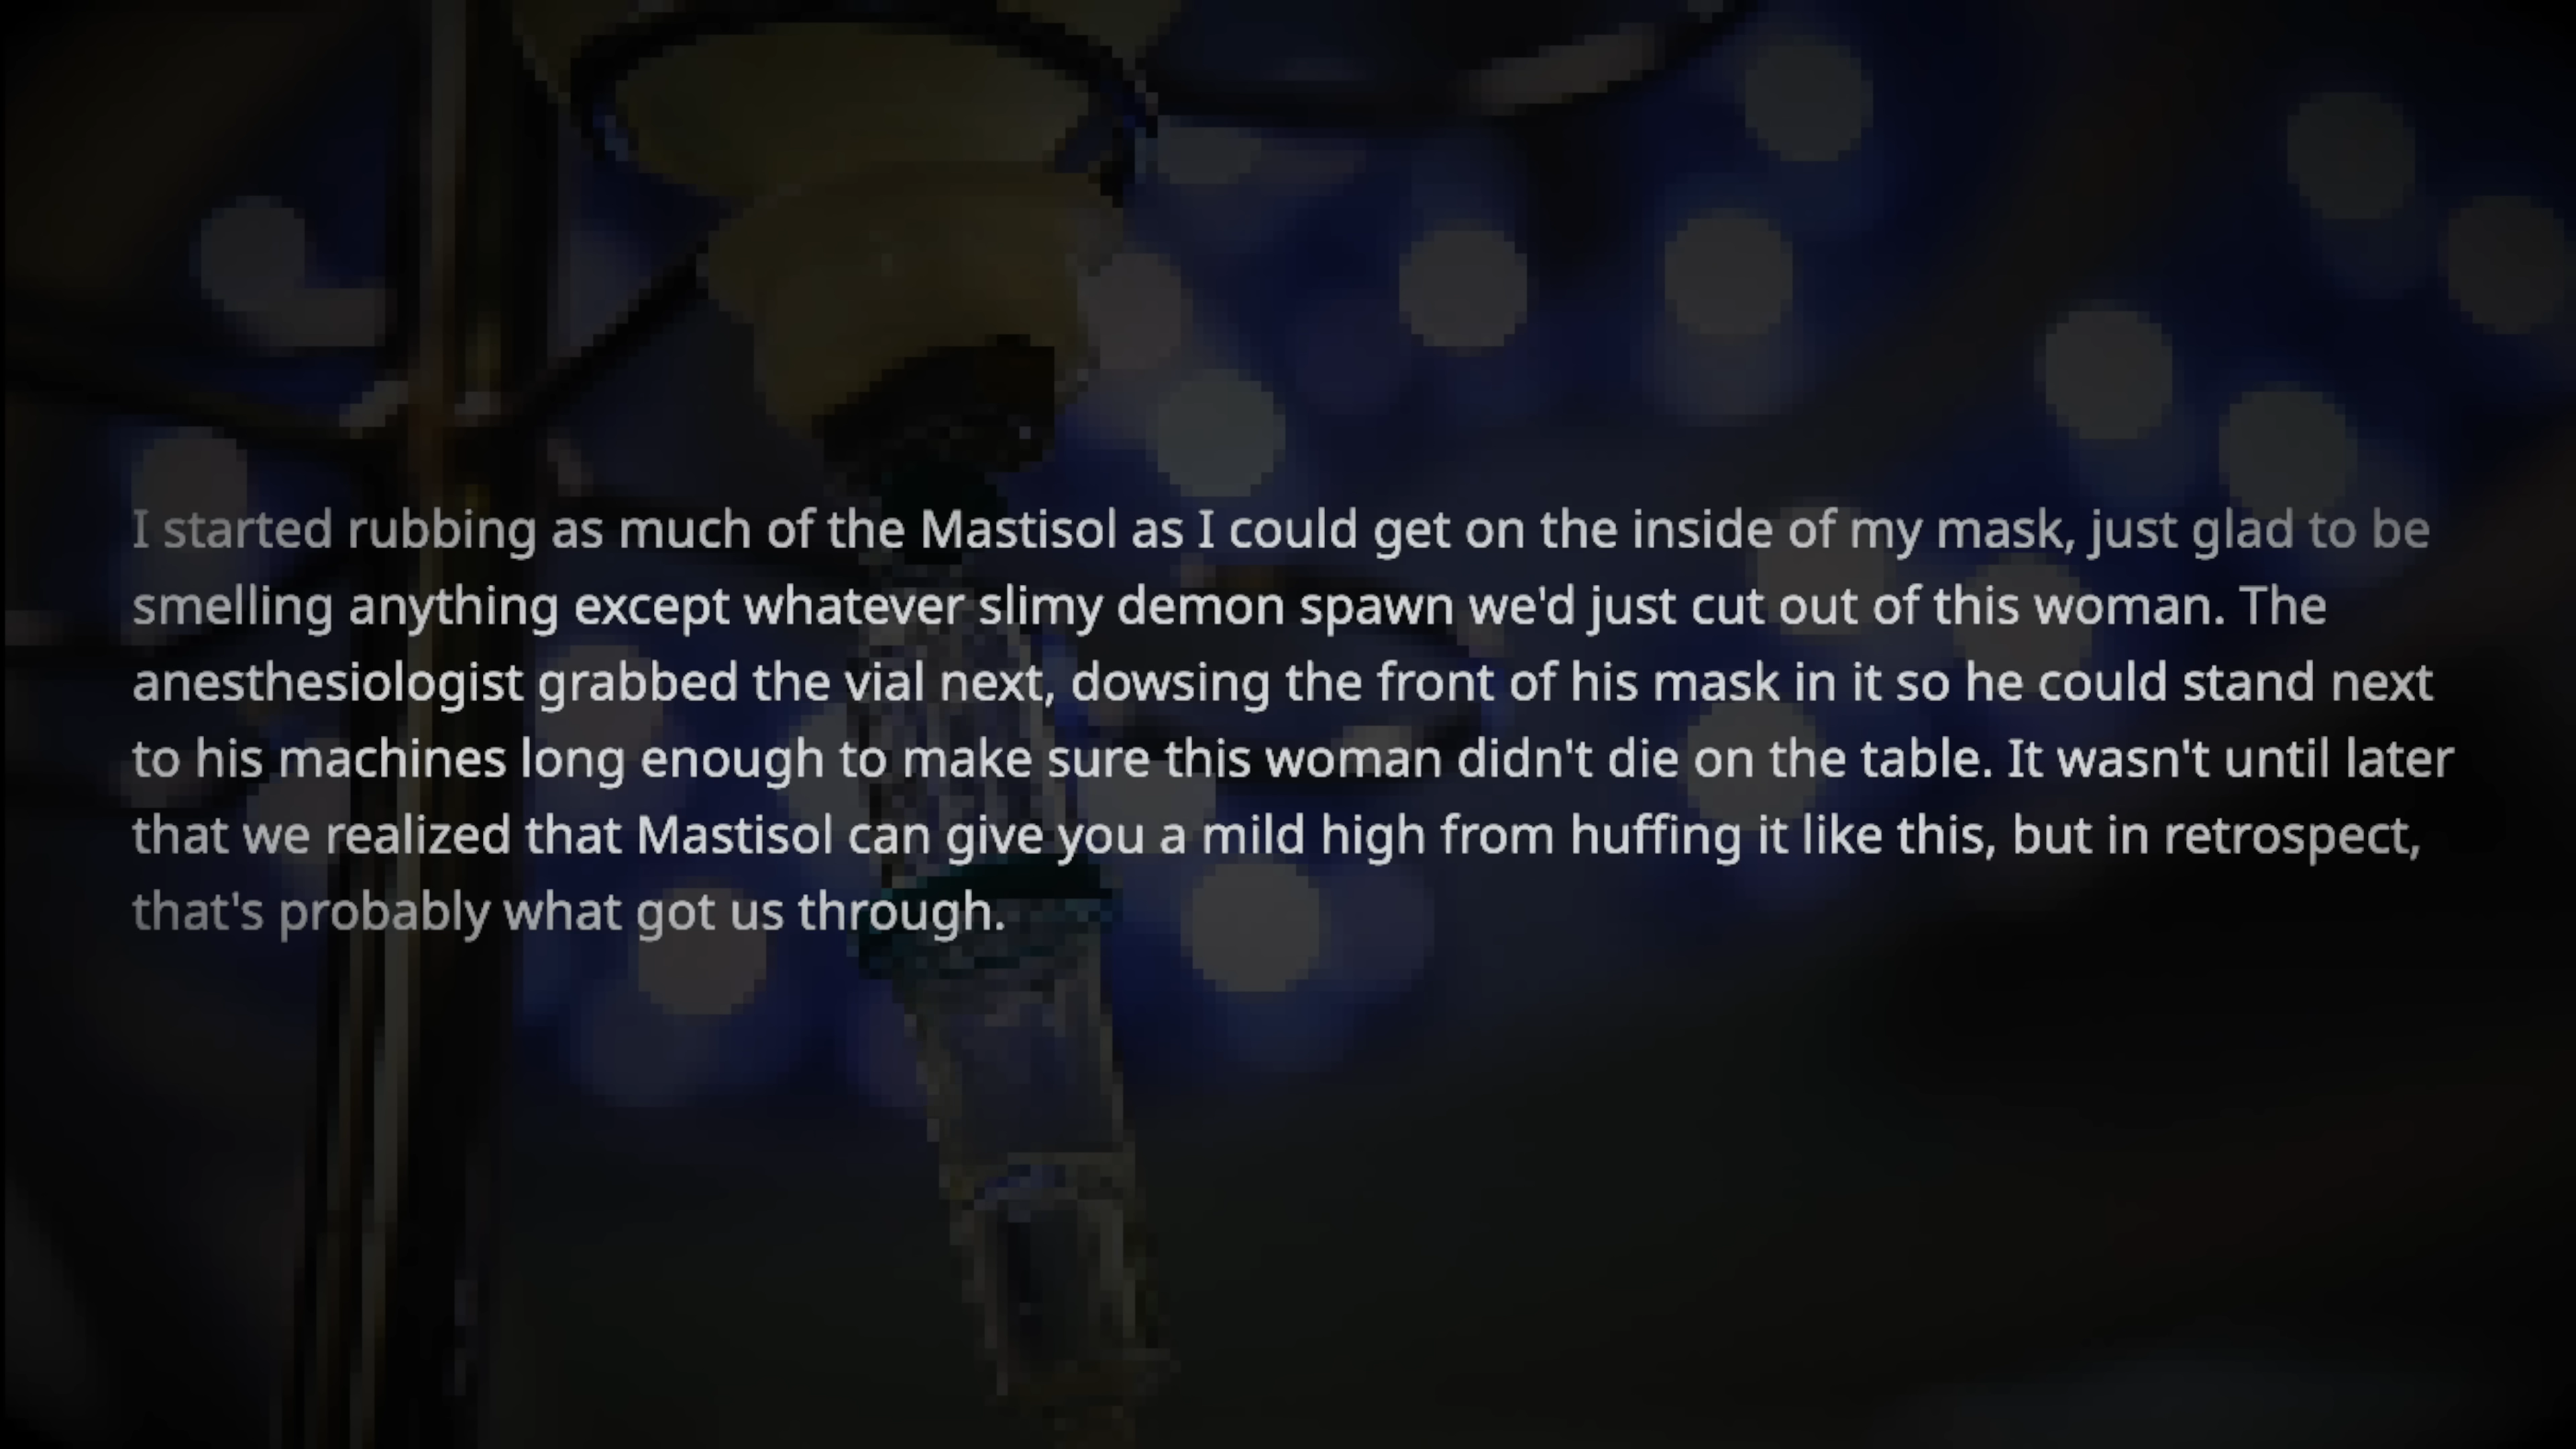 I started rubbing as much of the Mastisol as I could get on the inside of my mask, just glad to be
smelling anything except whatever slimy demon spawn we'd just cut out of this woman. The
anesthesiologist grabbed the vial next, dowsing the front of his mask in it so he could stand next
to his machines long enough to make sure this woman didn't die on the table. It wasn't until later
that we realized that Mastisol can give you a mild high from huffing it like this, but in retrospect,
that's probably what got us through.